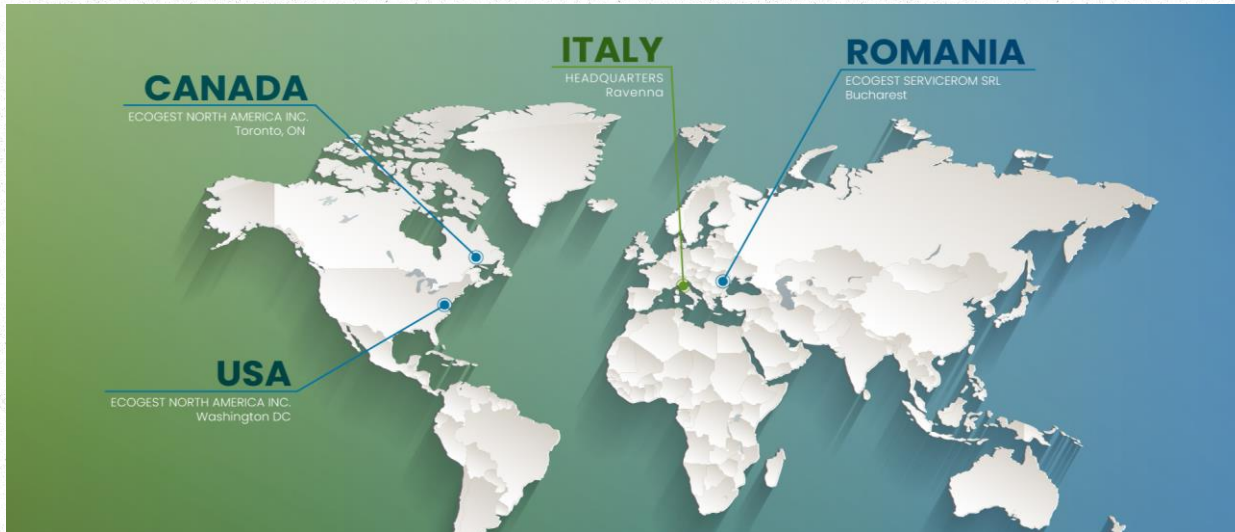 ITALY
HEADQUARTERS
Ravenna
ROMANIA
ECOGEST SERVICEROM SRL
Bucharest
CANADA
ECOGEST NORTH AMERICA INC.
Toronto, ON
USA
ECOGEST NORTH AMERICA INC.
Washington DC